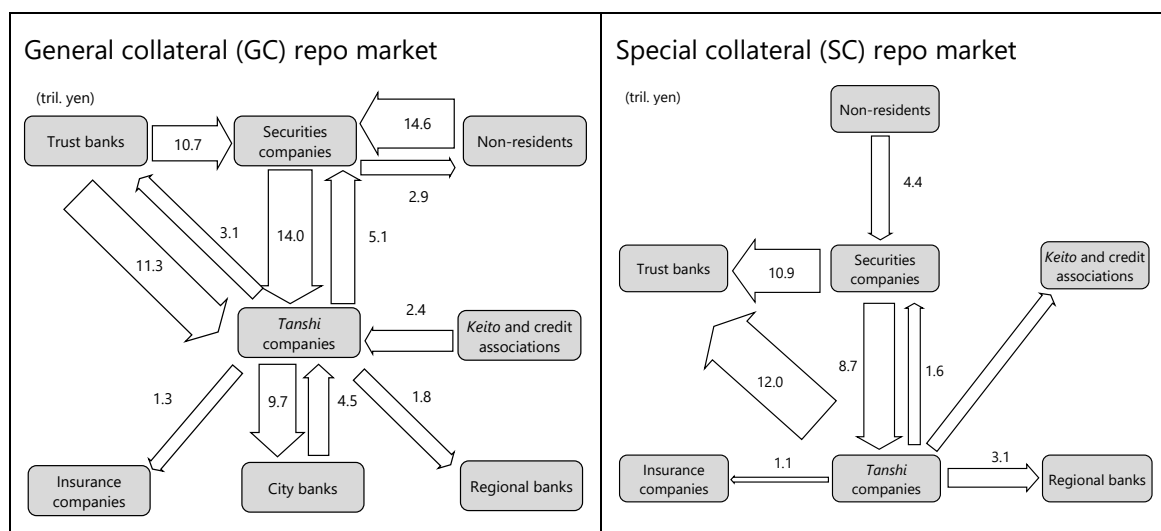 General collateral (GC) repo market
(tril. yen)
Trust banks
10.7
Securities
companies
14.6
Non-residents
2.9
3.1
14.0
5.1
11.3
Tanshi
companies
2.4
Keito and credit
associations
1.3
9.7
4.5
1.8
Insurance
companies
City banks
Regional banks
Special collateral (SC) repo market
(tril. yen)
Non-residents
4.4
Trust banks
10.9
Securities
companies
Keito and credit
associations
12.0
8.7
1.6
Insurance
companies
1.1
Tanshi
companies
3.1
Regional banks